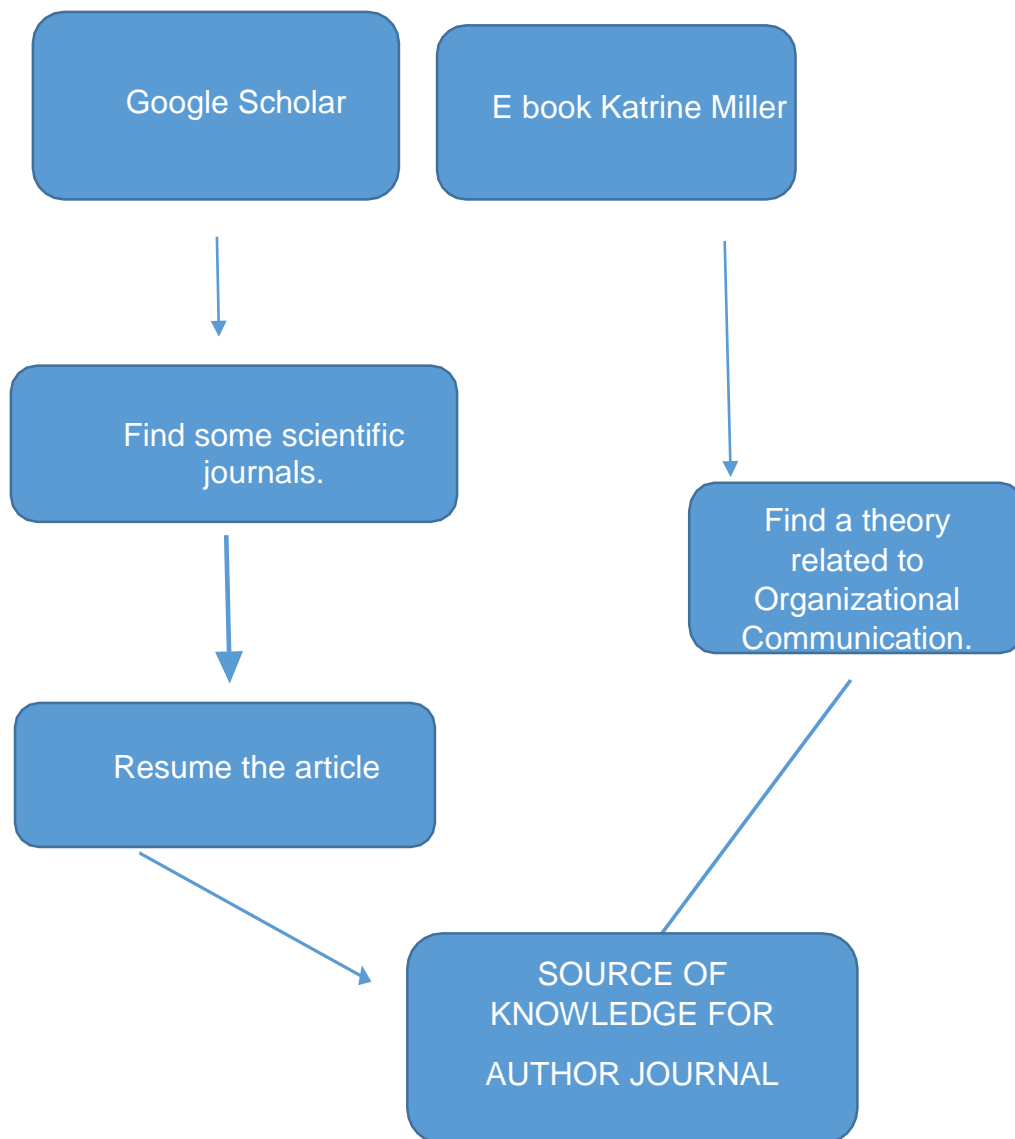 Google Scholar
E book Katrine Miller
Find some scientific
journals.
Find a theory
related to
Organizational
Communication.
Resume the article
SOURCE OF
KNOWLEDGE FOR
AUTHOR JOURNAL